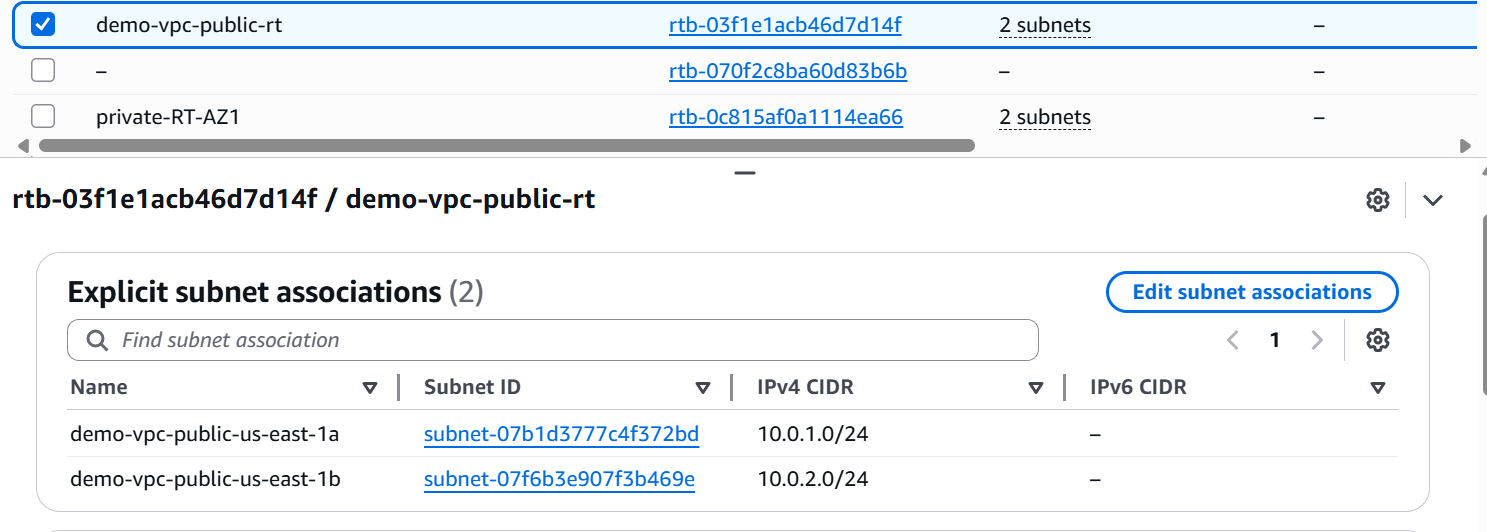 demo-vpc-public-rt rtb-03f1e1acb46d7d14f 2 subnets –
– rtb-070f2c8ba60d83b6b – –
private-RT-AZ1 rtb-0c815af0a1114ea66 2 subnets –
rtb-03f1e1acb46d7d14f / demo-vpc-public-rt
Explicit subnet associations (2) Edit subnet associations
Find subnet association 1
Name Subnet ID IPv4 CIDR IPv6 CIDR
demo-vpc-public-us-east-1a subnet-07b1d3777c4f372bd 10.0.1.0/24 –
demo-vpc-public-us-east-1b subnet-07f6b3e907f3b469e 10.0.2.0/24 –